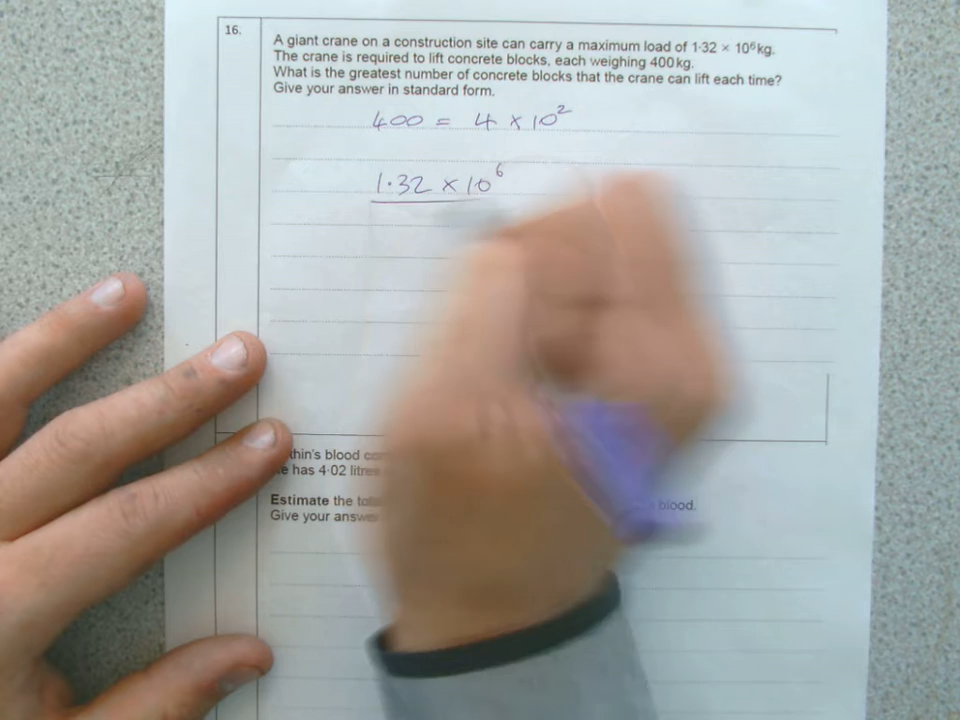 16.
A giant crane on a construction site can carry a maximum load of 1·32 × 10⁶ kg.
The crane is required to lift concrete blocks, each weighing 400 kg.
What is the greatest number of concrete blocks that the crane can lift each time?
Give your answer in standard form.
400 = 4 × 10²
1.32 × 10⁶
thin's blood
e has 4·02 litres
Estimate the blood.
Give your answer